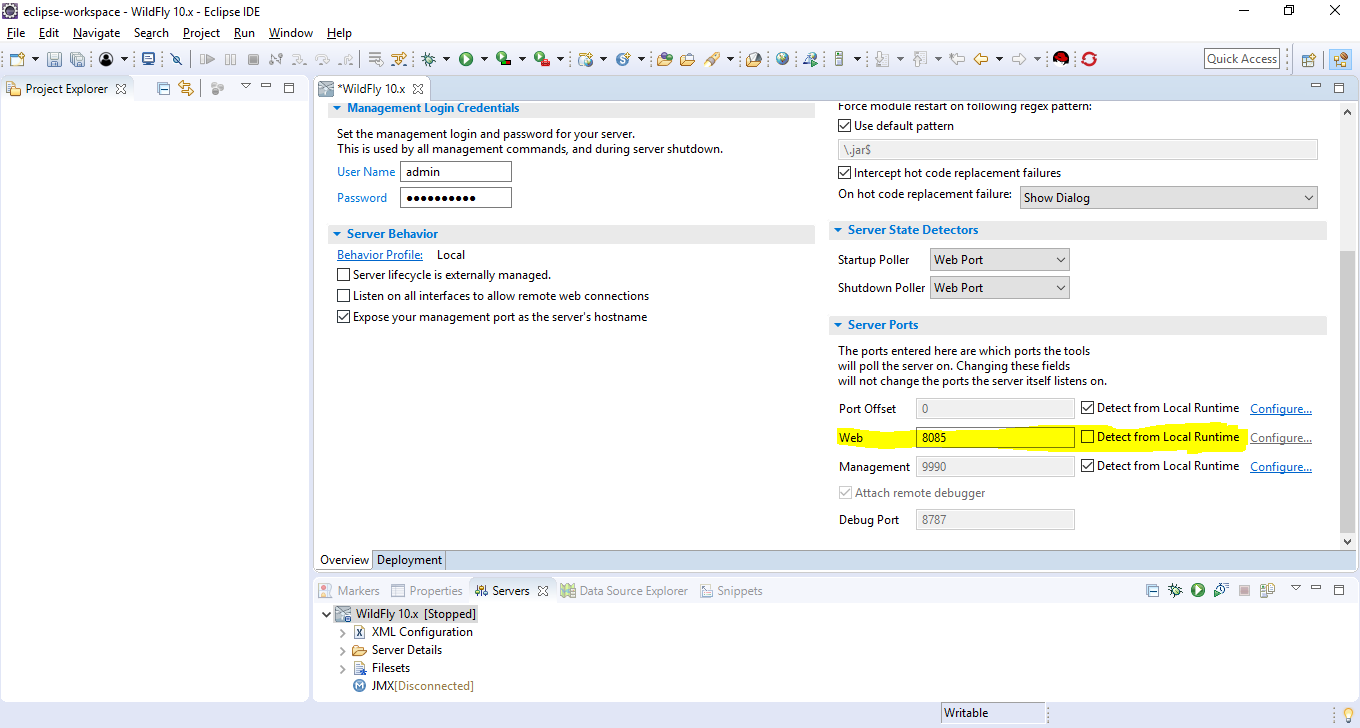 eclipse-workspace - WildFly 10.x - Eclipse IDE
File Edit Navigate Search Project Run Window Help
Quick Access
Project Explorer
*WildFly 10.x
Management Login Credentials
Set the management login and password for your server.
This is used by all management commands, and during server shutdown.
User Name admin
Password ●●●●●●●●●●
Server Behavior
Behavior Profile: Local
Server lifecycle is externally managed.
Listen on all interfaces to allow remote web connections
Expose your management port as the server's hostname
Force module restart on following regex pattern:
Use default pattern
\.jar$
Intercept hot code replacement failures
On hot code replacement failure: Show Dialog
Server State Detectors
Startup Poller Web Port
Shutdown Poller Web Port
Server Ports
The ports entered here are which ports the tools
will poll the server on. Changing these fields
will not change the ports the server itself listens on.
Port Offset 0 Detect from Local Runtime Configure...
Web 8085 Detect from Local Runtime Configure...
Management 9990 Detect from Local Runtime Configure...
Attach remote debugger
Debug Port 8787
Overview Deployment
Markers Properties Servers Data Source Explorer Snippets
WildFly 10.x [Stopped]
XML Configuration
Server Details
Filesets
JMX[Disconnected]
Writable